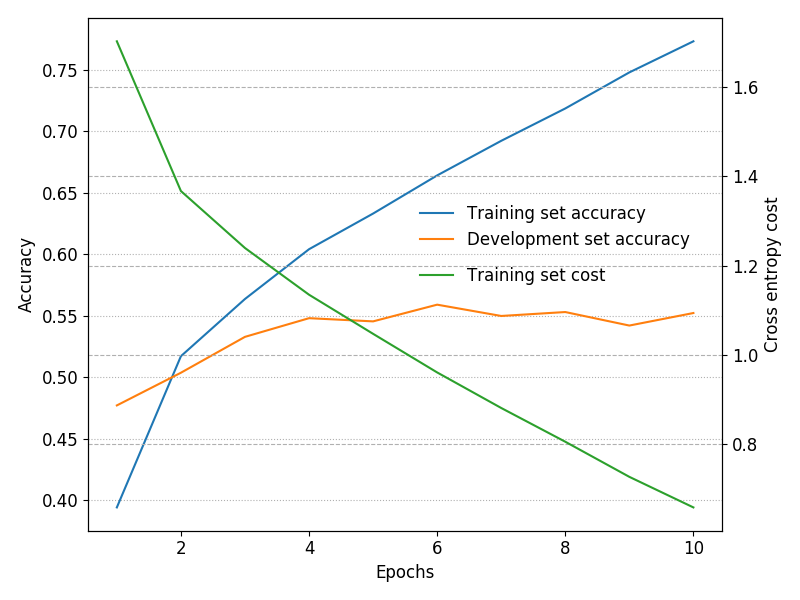 0.75
0.70
0.65
0.60
0.55
0.50
0.45
0.40
Accuracy
1.6
1.4
1.2
1.0
0.8
Cross entropy cost
Training set accuracy
Development set accuracy
Training set cost
2 4 6 8 10
Epochs